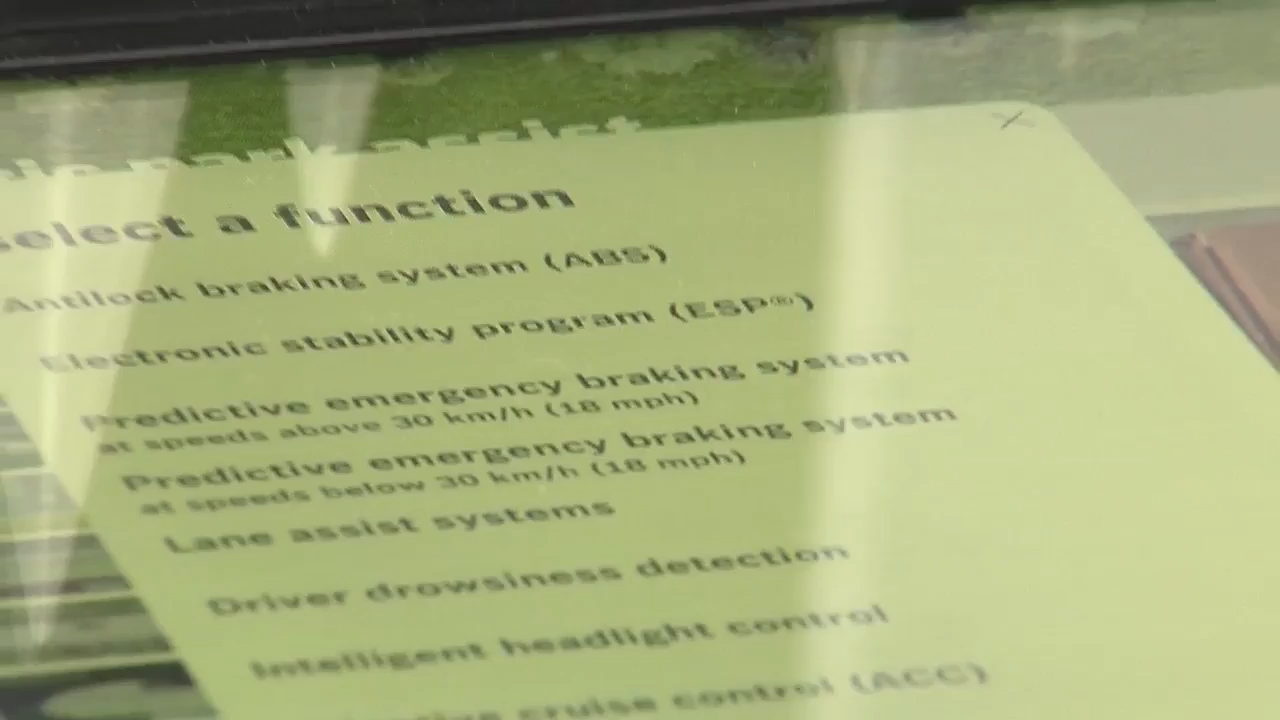 park assist
select a function
Antilock braking system (ABS)
Electronic stability program (ESP®)
Predictive emergency braking system
at speeds above 30 km/h (18 mph)
Predictive emergency braking system
at speeds below 30 km/h (18 mph)
Lane assist systems
Driver drowsiness detection
Intelligent headlight control
cruise control (ACC)